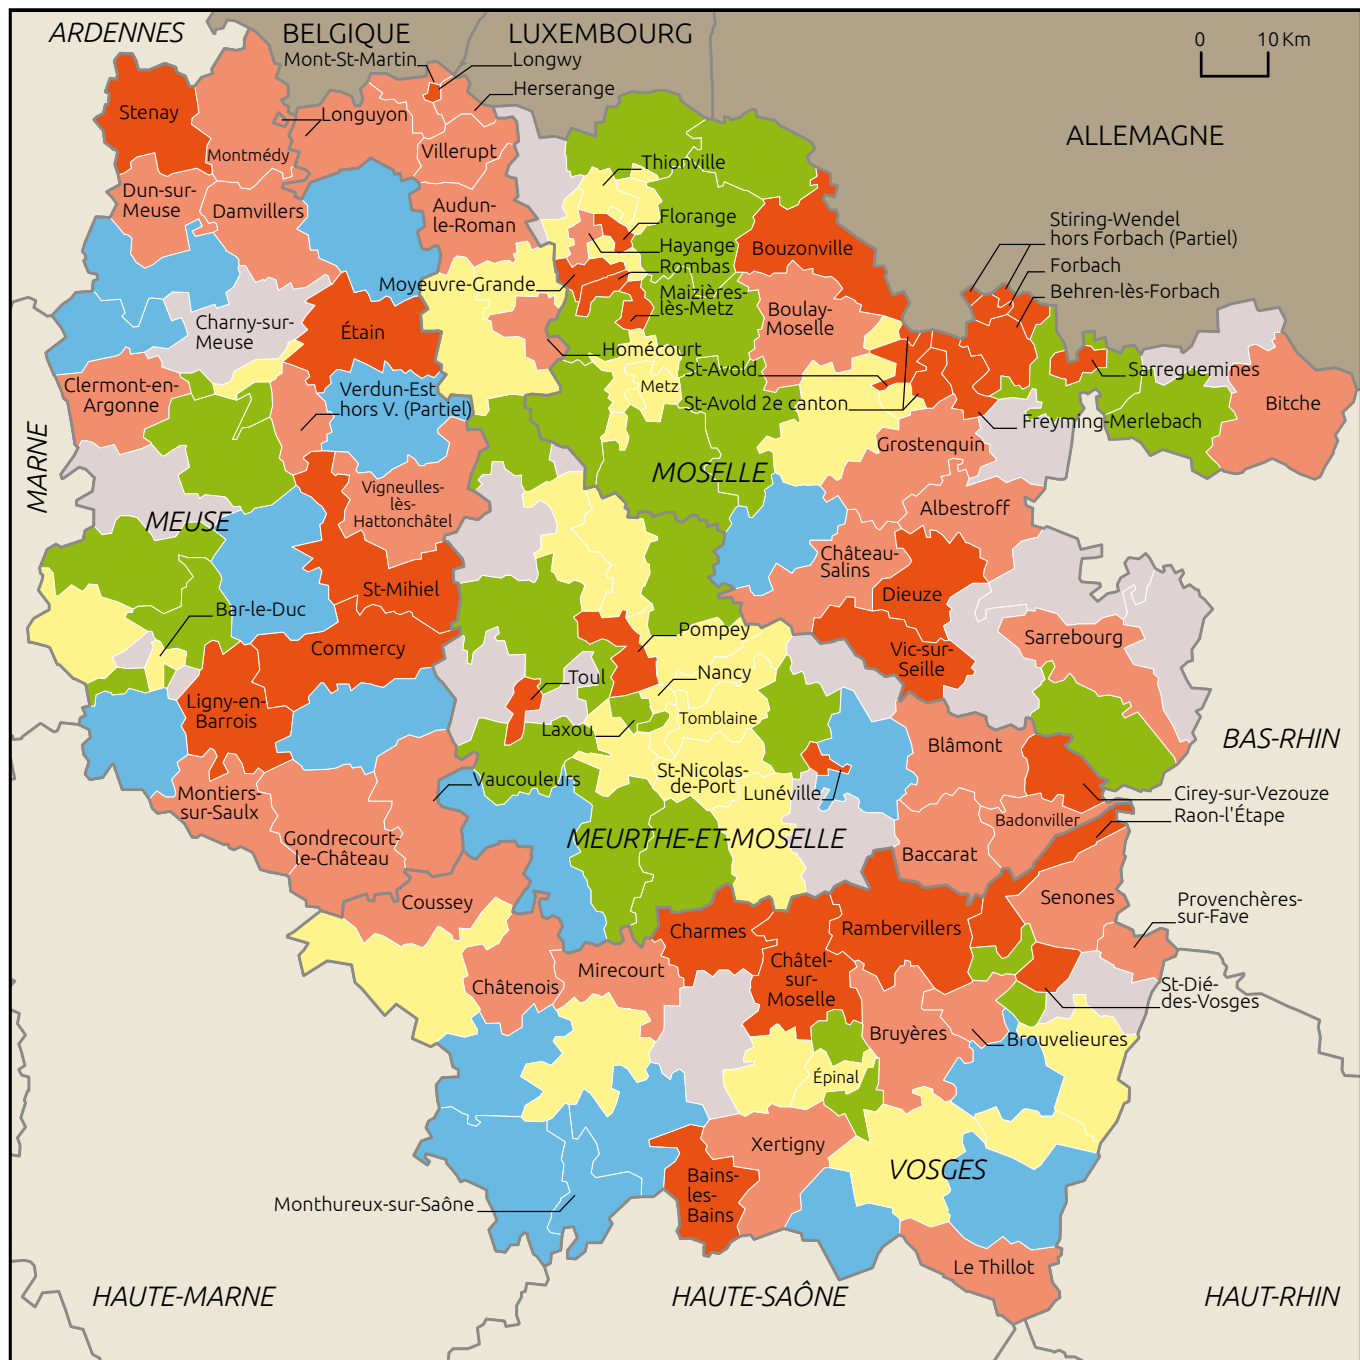 ARDENNES
BELGIQUE
LUXEMBOURG
0 10 Km
Mont-St-Martin
Longwy
Herserange
Stenay
Longuyon
ALLEMAGNE
Montmédy
Villerupt
Thionville
Dun-sur-
Meuse
Damvillers
Audun-
le-Roman
Florange
Stiring-Wendel
hors Forbach (Partiel)
Hayange
Bouzonville
Rombas
Forbach
Moyeuvre-Grande
Maizières-
lès-Metz
Behren-lès-Forbach
Charny-sur-
Meuse
Étain
Boulay-
Moselle
Homécourt
St-Avold
Sarreguemines
Clermont-en-
Argonne
Verdun-Est
hors V. (Partiel)
Metz
St-Avold 2e canton
Bitche
Freyming-Merlebach
MARNE
Grostenquin
MOSELLE
Vigneulles-
lès-
Hattonchâtel
MEUSE
Albestroff
Château-
Salins
St-Mihiel
Dieuze
Bar-le-Duc
Pompey
Sarrebourg
Commercy
Vic-sur-
Seille
Toul
Nancy
Ligny-en-
Barrois
Laxou
Tomblaine
Blâmont
BAS-RHIN
Vaucouleurs
St-Nicolas-
de-Port
Lunéville
Cirey-sur-Vezouze
Montiers-
sur-Saulx
Raon-l'Étape
Badonviller
Gondrecourt-
le-Château
MEURTHE-ET-MOSELLE
Baccarat
Coussey
Senones
Provenchères-
sur-Fave
Charmes
Rambervillers
Châtenois
Mirecourt
Châtel-
sur-
Moselle
St-Dié-
des-Vosges
Bruyères
Brouvelieures
Épinal
Xertigny
VOSGES
Monthureux-sur-Saône
Bains-
les-
Bains
Le Thillot
HAUTE-MARNE
HAUTE-SAÔNE
HAUT-RHIN